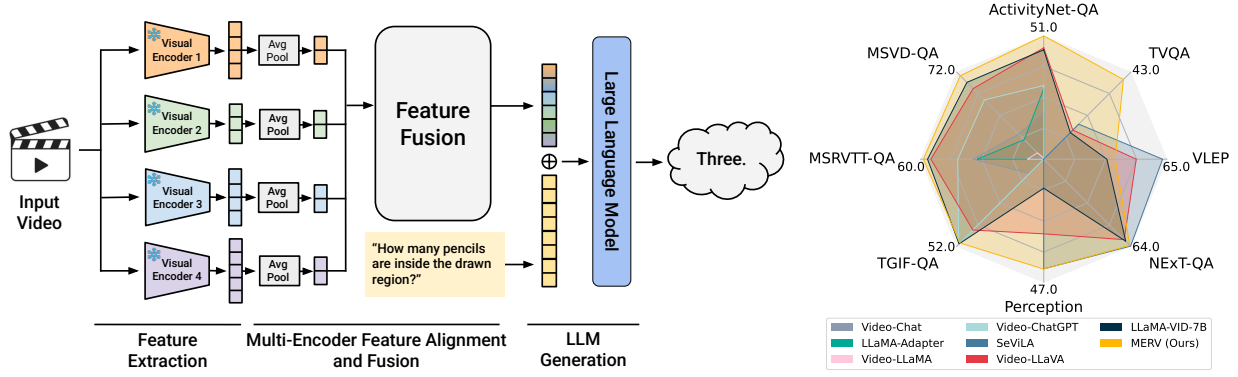 Input
Video
Visual
Encoder 1
Visual
Encoder 2
Visual
Encoder 3
Visual
Encoder 4
Avg
Pool
Avg
Pool
Avg
Pool
Avg
Pool
Feature
Fusion
“How many pencils
are inside the drawn
region?”
Large Language Model
Three.
Feature
Extraction
Multi-Encoder Feature Alignment
and Fusion
LLM
Generation
ActivityNet-QA
51.0
TVQA
43.0
VLEP
65.0
NExT-QA
64.0
Perception
47.0
TGIF-QA
52.0
MSRVTT-QA
60.0
MSVD-QA
72.0
Video-Chat
LLaMA-Adapter
Video-LLaMA
Video-ChatGPT
SeViLA
Video-LLaVA
LLaMA-VID-7B
MERV (Ours)